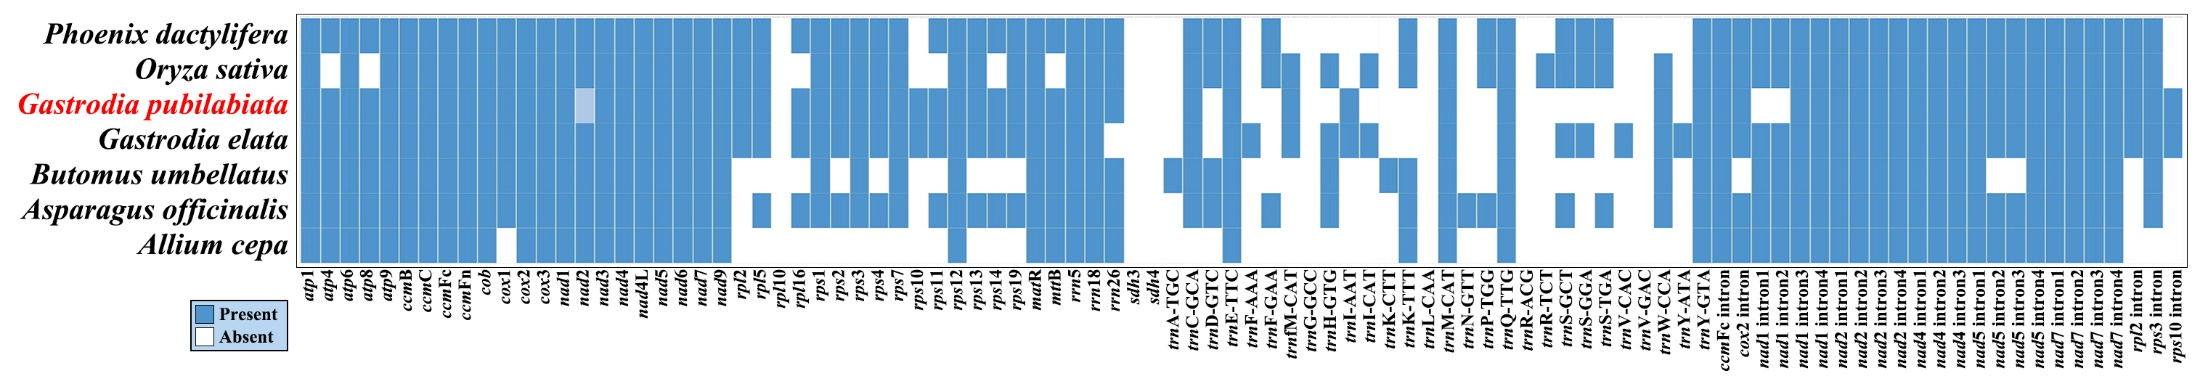 Phoenix dactylifera
Oryza sativa
Gastrodia pubilabiata
Gastrodia elata
Butomus umbellatus
Asparagus officinalis
Allium cepa
atp1
atp4
atp6
atp8
atp9
ccmB
ccmC
ccmFc
ccmFn
cob
cox1
cox2
cox3
nad1
nad2
nad3
nad4
nad4L
nad5
nad6
nad7
nad9
rpl2
rpl5
rpl10
rpl16
rps1
rps2
rps3
rps4
rps7
rps10
rps11
rps12
rps13
rps14
rps19
matR
mttB
rrn5
rrn18
rrn26
sdh3
sdh4
trnA-TGC
trnC-GCA
trnD-GTC
trnE-TTC
trnF-AAA
trnF-GAA
trnfM-CAT
trnG-GCC
trnH-GTG
trnI-AAT
trnI-CAT
trnK-CTT
trnK-TTT
trnL-CAA
trnM-CAT
trnN-GTT
trnP-TGG
trnQ-TTG
trnR-ACG
trnR-TCT
trnS-GCT
trnS-GGA
trnS-TGA
trnV-CAC
trnV-GAC
trnW-CCA
trnY-ATA
trnY-GTA
ccmFc intron
cox2 intron
nad1 intron1
nad1 intron2
nad1 intron3
nad1 intron4
nad2 intron1
nad2 intron2
nad2 intron3
nad2 intron4
nad4 intron1
nad4 intron2
nad4 intron3
nad5 intron1
nad5 intron2
nad5 intron3
nad5 intron4
nad7 intron1
nad7 intron2
nad7 intron3
nad7 intron4
rpl2 intron
rps3 intron
rps10 intron
Present
Absent